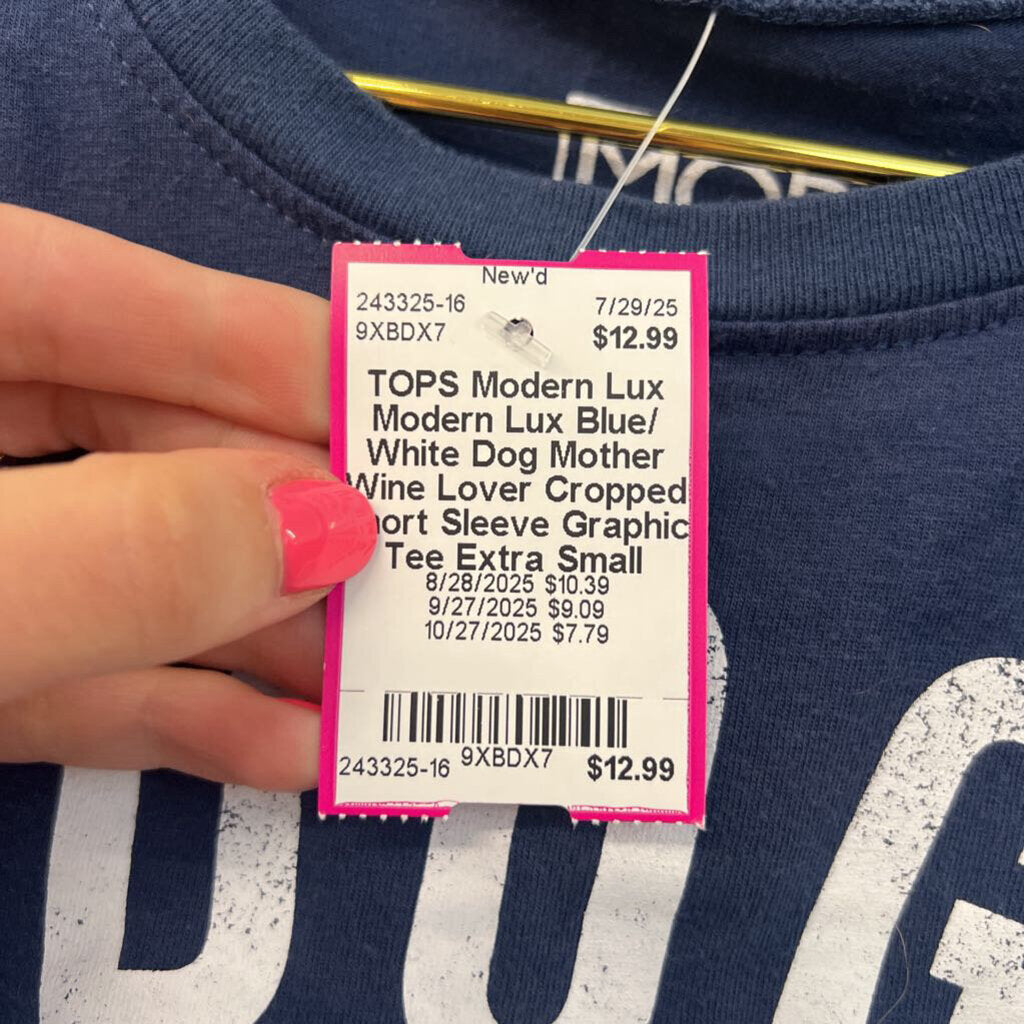 New'd
243325-16 7/29/25
9XBDX7 $12.99
TOPS Modern Lux
Modern Lux Blue/
White Dog Mother
Wine Lover Cropped
Sleeve Graphic
Tee Extra Small
8/28/2025 $10.39
9/27/2025 $9.09
10/27/2025 $7.79
243325-16 9XBDX7 $12.99
DOG